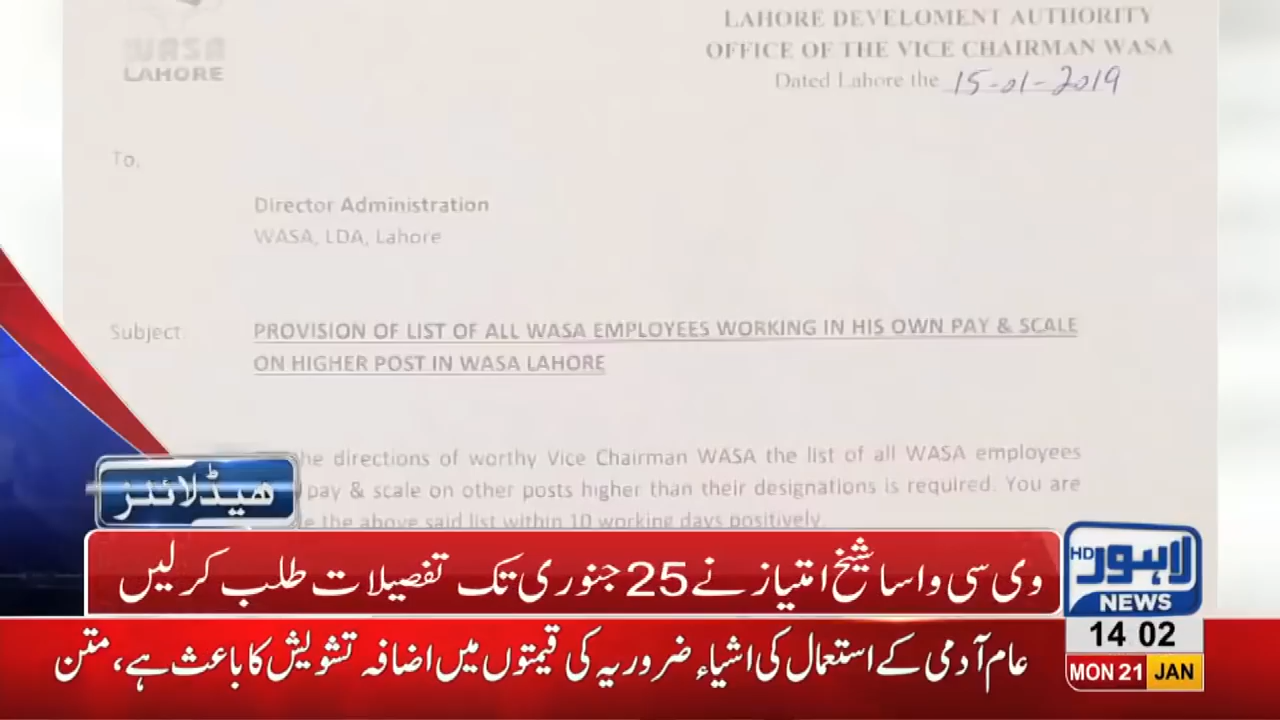 WASA
LAHORE
LAHORE DEVELOMENT AUTHORITY
OFFICE OF THE VICE CHAIRMAN WASA
Dated Lahore the 15-01-2019
To,
Director Administration
WASA, LDA, Lahore
Subject
PROVISION OF LIST OF ALL WASA EMPLOYEES WORKING IN HIS OWN PAY & SCALE
ON HIGHER POST IN WASA LAHORE
he directions of worthy Vice Chairman WASA the list of all WASA employees
pay & scale on other posts higher than their designations is required. You are
the above said list within 10 working days positively
ہیڈلائنز
وی سی واسا شیخ امتیاز نے 25 جنوری تک تفصیلات طلب کرلیں
HD لاہور
NEWS
14 02
MON 21 JAN
عام آدمی کے استعمال کی اشیاء ضروریہ کی قیمتوں میں اضافہ تشویش کا باعث ہے، متن